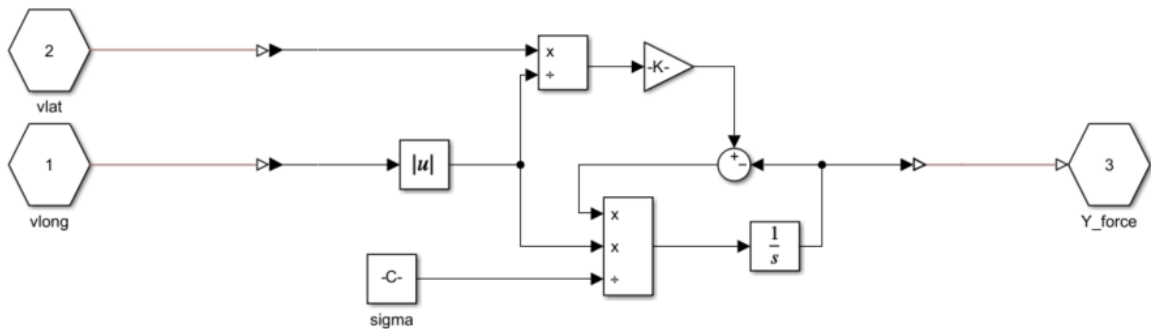 2
vlat
x
÷
-K-
1
vlong
|u|
+
−
3
Y_force
x
x
÷
1
s
-C-
sigma